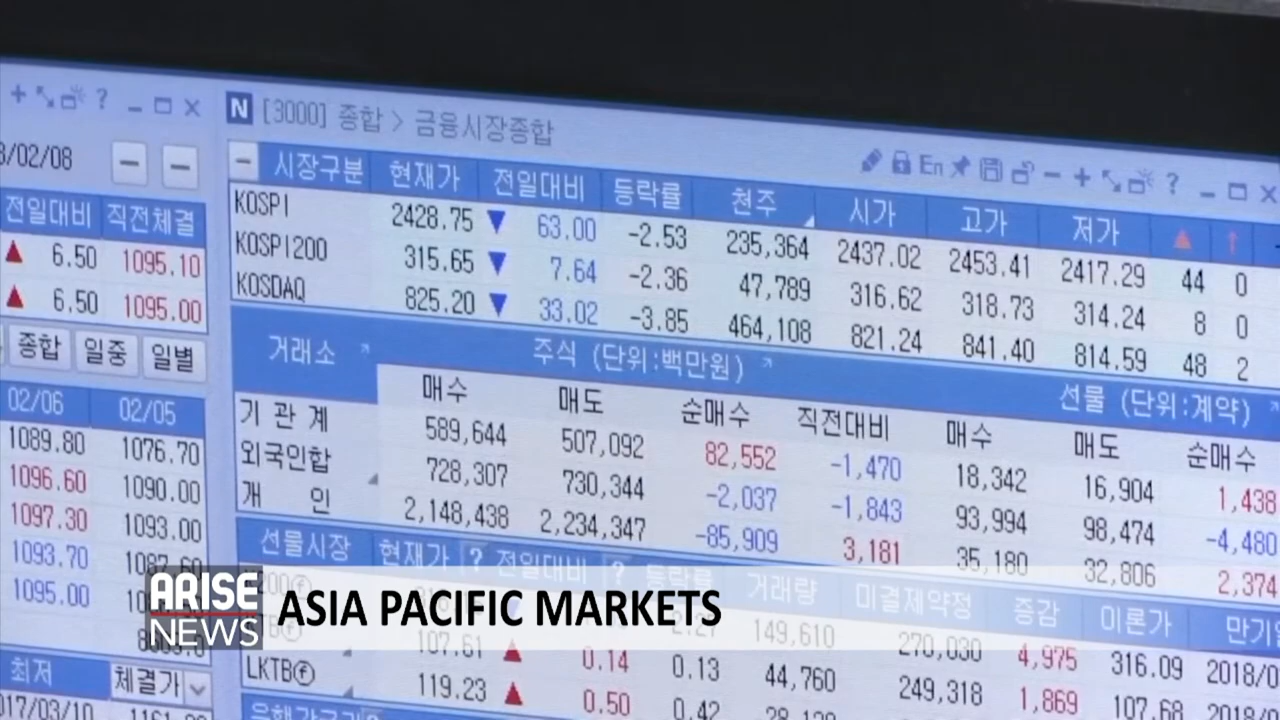 N [3000] 종합 > 금융시장종합
En
/02/08
전일대비 직전체결
▲ 6.50 1095.10
▲ 6.50 1095.00
종합 일중 일별
02/06 02/05
1089.80 1076.70
1096.60 1090.00
1097.30 1093.00
1093.70 1087.60
1095.00
최저 체결가
017/03/10
시장구분 현재가 전일대비 등락률 천주 시가 고가 저가
KOSPI 2428.75 ▼ 63.00 -2.53 235,364 2437.02 2453.41 2417.29 44 0
KOSPI200 315.65 ▼ 7.64 -2.36 47,789 316.62 318.73 314.24 8 0
KOSDAQ 825.20 ▼ 33.02 -3.85 464,108 821.24 841.40 814.59 48 2
거래소 주식 (단위:백만원) 선물 (단위:계약)
매수 매도 순매수 직전대비 매수 매도 순매수
기관계 589,644 507,092 82,552 -1,470 18,342 16,904 1,438
외국인합 728,307 730,344 -2,037 -1,843 93,994 98,474 -4,480
개 인 2,148,438 2,234,347 -85,909 3,181 35,180 32,806 2,374
선물시장 현재가 ? 전일대비 ? 등락률 거래량 미결제약정 증감 이론가 만기
149,610 270,030 4,975 316.09 2018/0
107.61 ▲ 0.14 0.13 44,760 249,318 1,869 107.68 2018/0
LKTBⓕ 119.23 ▲ 0.50 0.42
ARISE NEWS
ASIA PACIFIC MARKETS